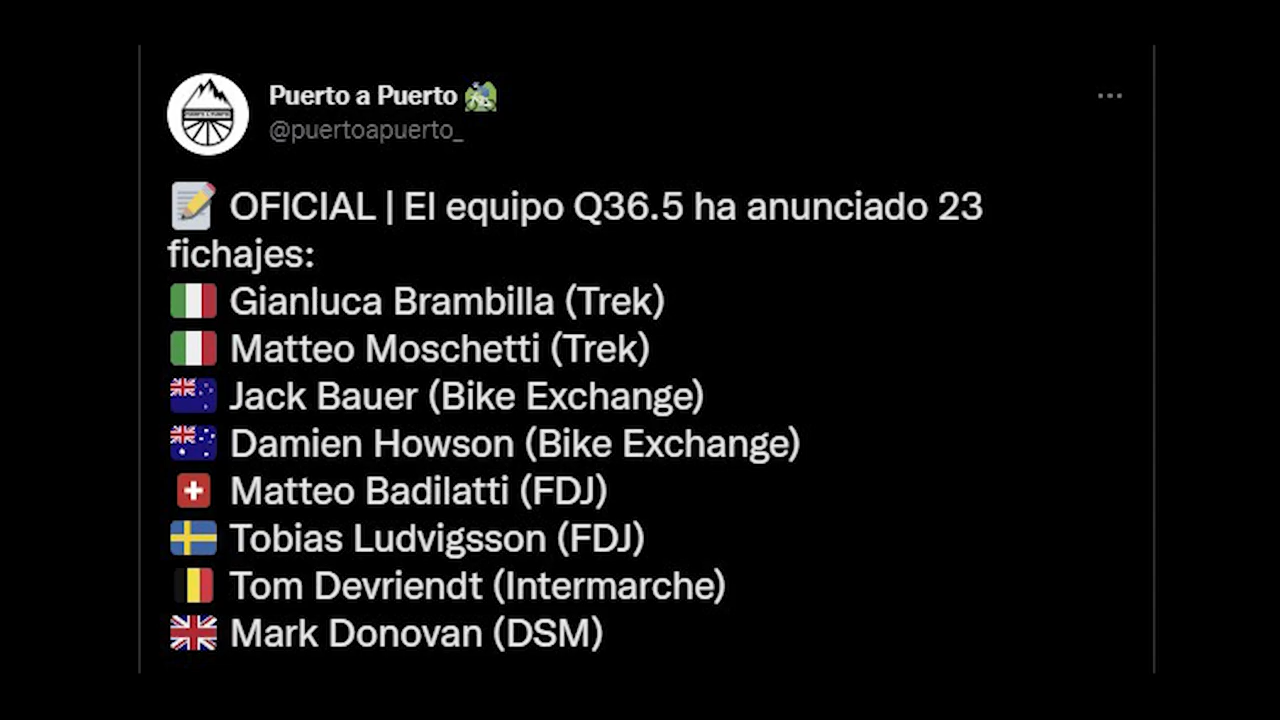 Puerto a Puerto
@puertoapuerto_
OFICIAL | El equipo Q36.5 ha anunciado 23
fichajes:
Gianluca Brambilla (Trek)
Matteo Moschetti (Trek)
Jack Bauer (Bike Exchange)
Damien Howson (Bike Exchange)
Matteo Badilatti (FDJ)
Tobias Ludvigsson (FDJ)
Tom Devriendt (Intermarche)
Mark Donovan (DSM)